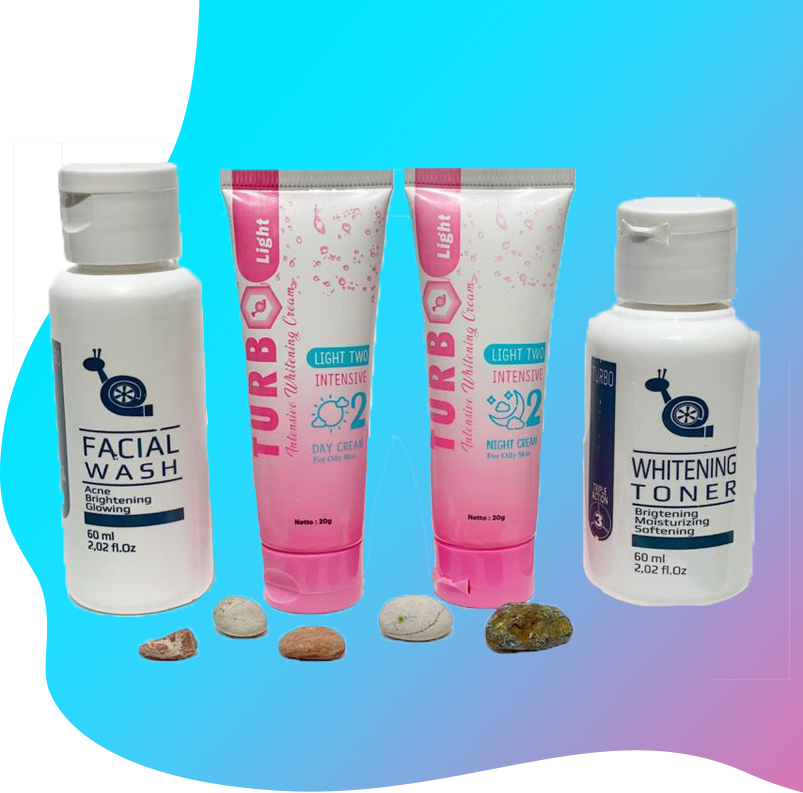 FACIAL
WASH
Acne
Brightening
Glowing
60 ml
2,02 fl.Oz
TURBO
Light
Intensive Whitening Cream
LIGHT TWO
INTENSIVE
2
DAY CREAM
For Oily Skin
Netto : 20g
TURBO
Light
Intensive Whitening Cream
LIGHT TWO
INTENSIVE
2
NIGHT CREAM
For Oily Skin
Netto : 20g
TURBO
TRIPLE
ACTION
3
WHITENING
TONER
Brigtening
Moisturizing
Softening
60 ml
2,02 fl.Oz